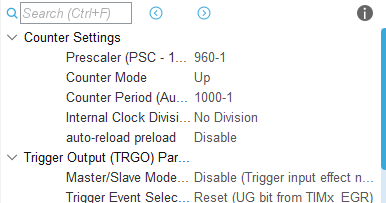 Search (Ctrl+F)
Counter Settings
Prescaler (PSC - 1... 960-1
Counter Mode Up
Counter Period (Au... 1000-1
Internal Clock Divisi... No Division
auto-reload preload Disable
Trigger Output (TRGO) Par...
Master/Slave Mode... Disable (Trigger input effect n...
Trigger Event Selec... Reset (UG bit from TIMx_EGR)